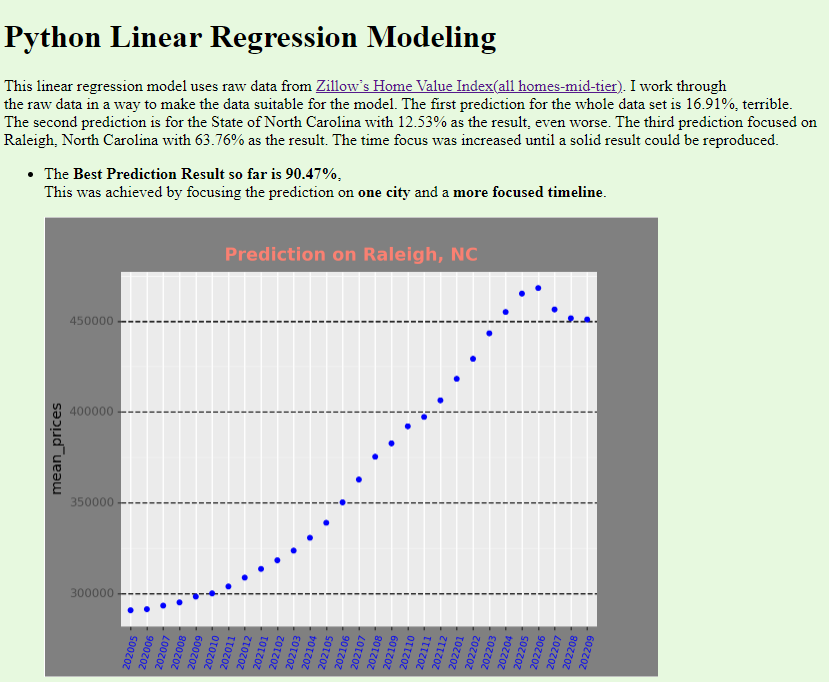 Python Linear Regression Modeling
This linear regression model uses raw data from Zillow's Home Value Index(all homes-mid-tier). I work through
the raw data in a way to make the data suitable for the model. The first prediction for the whole data set is 16.91%, terrible.
The second prediction is for the State of North Carolina with 12.53% as the result, even worse. The third prediction focused on
Raleigh, North Carolina with 63.76% as the result. The time focus was increased until a solid result could be reproduced.
• The Best Prediction Result so far is 90.47%,
This was achieved by focusing the prediction on one city and a more focused timeline.
Prediction on Raleigh, NC
mean_prices
450000
400000
350000
300000
202005 202006 202007 202008 202009 202010 202011 202012 202101 202102 202103 202104 202105 202106 202107 202108 202109 202110 202111 202112 202201 202202 202203 202204 202205 202206 202207 202208 202209